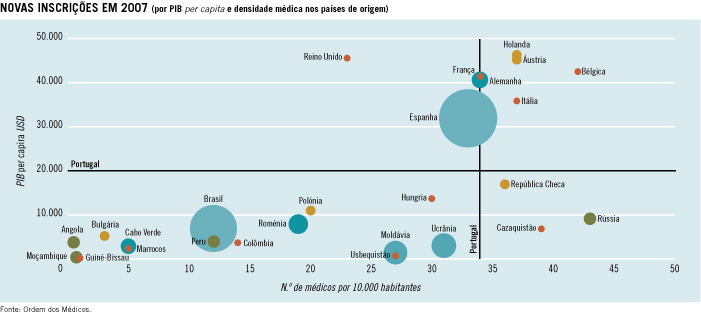 NOVAS INSCRIÇÕES EM 2007 (por PIB per capita e densidade médica nos países de origem)
50.000
Holanda
Reino Unido
Áustria
França
Bélgica
40.000
Alemanha
Itália
Espanha
30.000
PIB per capira USD
20.000
Portugal
República Checa
Hungria
Brasil
Polónia
10.000
Bulgária
Roménia
Rússia
Angola
Cabo Verde
Ucrânia
Portugal
Cazaquistão
Moldávia
Peru
Colômbia
Marrocos
Moçambique
Guiné-Bissau
Usbequistão
0 5 10 15 20 25 30 35 40 45 50
N.º de médicos por 10.000 habitantes
Fonte: Ordem dos Médicos.